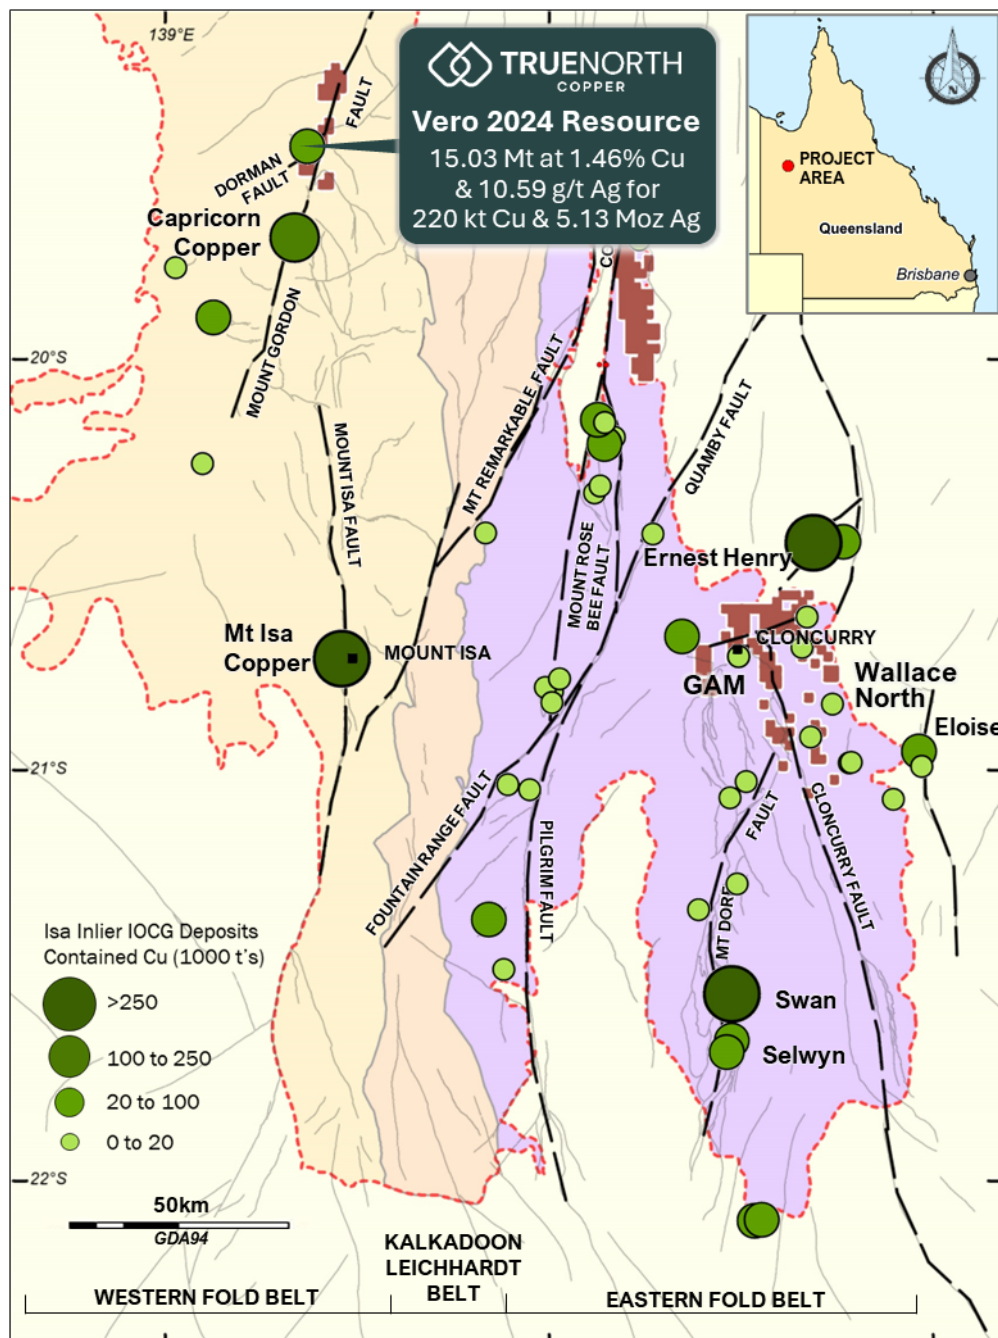 139°E
TRUENORTH
COPPER
Vero 2024 Resource
15.03 Mt at 1.46% Cu
& 10.59 g/t Ag for
220 kt Cu & 5.13 Moz Ag
N
PROJECT
AREA
Queensland
Brisbane
FAULT
DORMAN
FAULT
Capricorn
Copper
MOUNT GORDON
20°S
MOUNT ISA FAULT
MT REMARKABLE FAULT
CO
QUAMBY FAULT
MOUNT ROSE
BEE FAULT
Ernest Henry
Mt Isa
Copper
MOUNT ISA
CLONCURRY
GAM
Wallace
North
Eloise
21°S
FOUNTAIN RANGE FAULT
PILGRIM FAULT
FAULT
MT DORE
CLONCURRY FAULT
Isa Inlier IOCG Deposits
Contained Cu (1000 t's)
>250
100 to 250
20 to 100
0 to 20
Swan
Selwyn
22°S
50km
GDA94
WESTERN FOLD BELT
KALKADOON
LEICHHARDT
BELT
EASTERN FOLD BELT